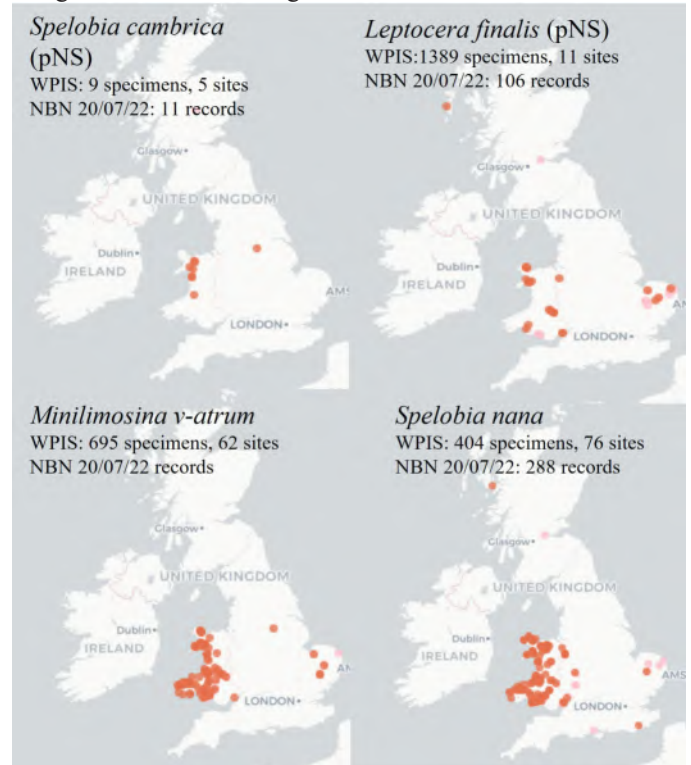 Spelobia cambrica
(pNS)
WPIS: 9 specimens, 5 sites
NBN 20/07/22: 11 records
Glasgow
UNITED KINGDOM
Dublin
IRELAND
AMS
LONDON
Leptocera finalis (pNS)
WPIS:1389 specimens, 11 sites
NBN 20/07/22: 106 records
Glasgow
UNITED KINGDOM
Dublin
IRELAND
AMS
LONDON
Minilimosina v-atrum
WPIS: 695 specimens, 62 sites
NBN 20/07/22 records
Glasgow
UNITED KINGDOM
Dublin
IRELAND
AM
LONDON
Spelobia nana
WPIS: 404 specimens, 76 sites
NBN 20/07/22: 288 records
Glasgow
UNITED KINGDOM
Dublin
IRELAND
AMS
LONDON